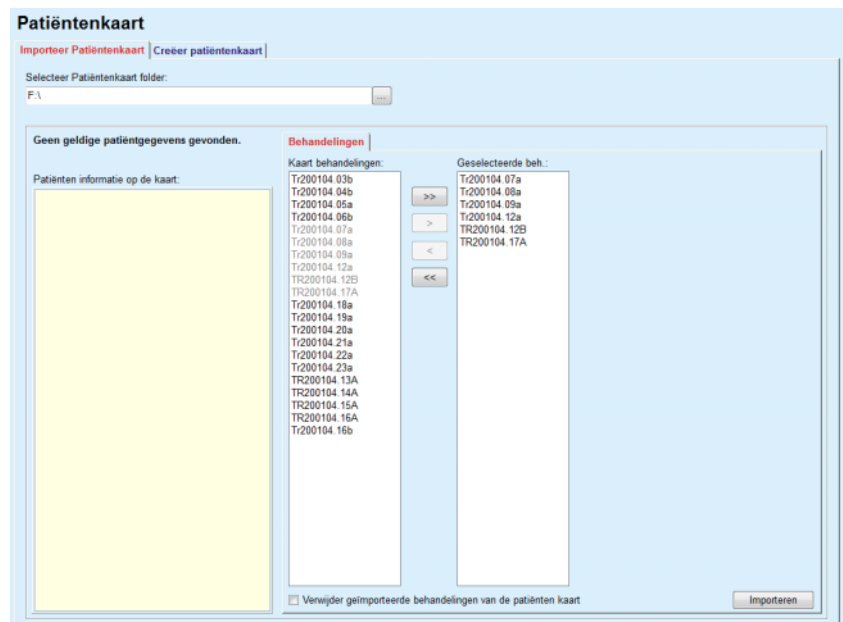 Patiëntenkaart
Importeer Patiëntenkaart
Creëer patiëntenkaart
Selecteer Patiëntenkaart folder:
F:\
...
Geen geldige patiëntgegevens gevonden.
Patiënten informatie op de kaart:
Behandelingen
Kaart behandelingen:
Tr200104.03b
Tr200104.04b
Tr200104.05a
Tr200104.06b
Tr200104.07a
Tr200104.08a
Tr200104.09a
Tr200104.12a
TR200104.12B
TR200104.17A
Tr200104.18a
Tr200104.19a
Tr200104.20a
Tr200104.21a
Tr200104.22a
Tr200104.23a
TR200104.13A
TR200104.14A
TR200104.15A
TR200104.16A
Tr200104.16b
>>
>
<
<<
Geselecteerde beh.:
Tr200104.07a
Tr200104.08a
Tr200104.09a
Tr200104.12a
TR200104.12B
TR200104.17A
Verwijder geïmporteerde behandelingen van de patiënten kaart
Importeren